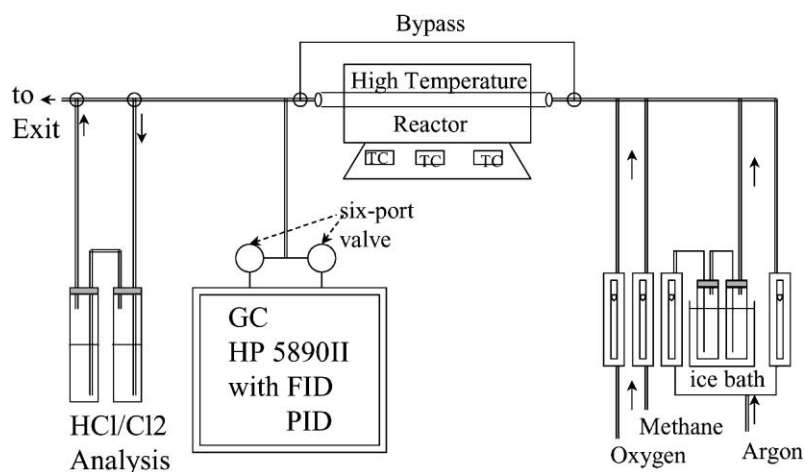 Bypass
to
Exit
High Temperature
Reactor
TC TC TC
six-port
valve
GC
HP 5890II
with FID
PID
HCl/Cl2
Analysis
ice bath
Methane
Oxygen
Argon